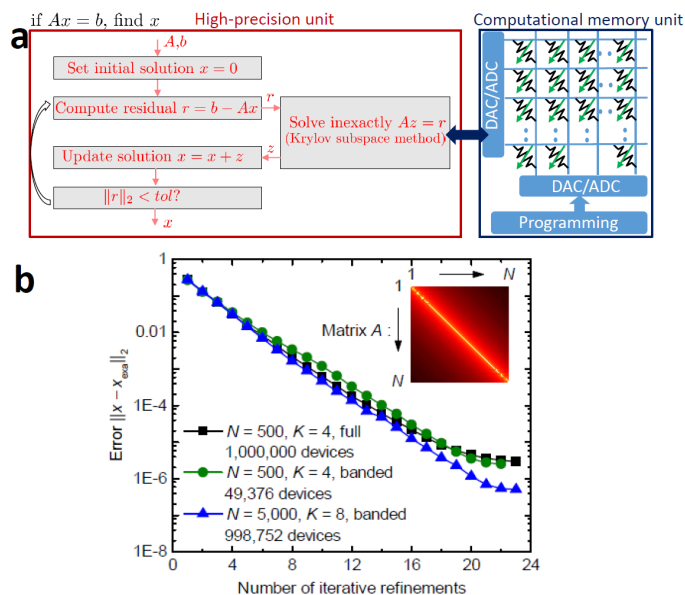 if Ax = b, find x
High-precision unit
Computational memory unit
a
A,b
Set initial solution x = 0
Compute residual r = b − Ax
r
Solve inexactly Az = r
(Krylov subspace method)
z
Update solution x = x + z
‖r‖₂ < tol?
x
DAC/ADC
DAC/ADC
Programming
b
Error ||x − x_exa||₂
1
0.01
1E-4
1E-6
1E-8
1 N
1
Matrix A :
N
N = 500, K = 4, full
1,000,000 devices
N = 500, K = 4, banded
49,376 devices
N = 5,000, K = 8, banded
998,752 devices
0 4 8 12 16 20 24
Number of iterative refinements